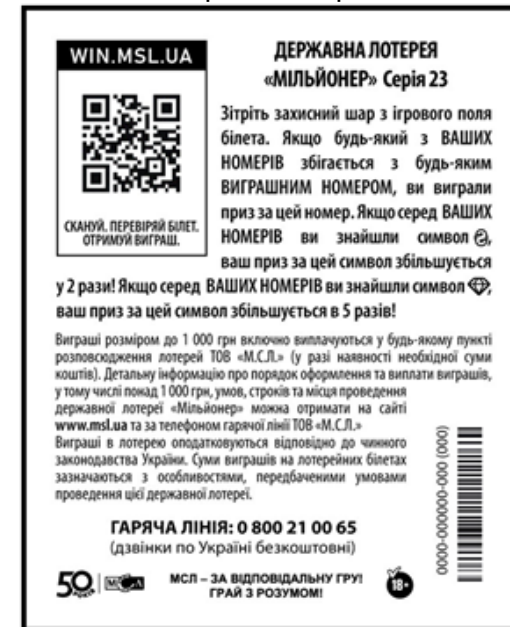 WIN.MSL.UA
СКАНУЙ. ПЕРЕВІРЯЙ БІЛЕТ.
ОТРИМУЙ ВИГРАШ.
ДЕРЖАВНА ЛОТЕРЕЯ
«МІЛЬЙОНЕР» Серія 23
Зітріть захисний шар з ігрового поля
білета. Якщо будь-який з ВАШИХ
НОМЕРІВ збігається з будь-яким
ВИГРАШНИМ НОМЕРОМ, ви виграли
приз за цей номер. Якщо серед ВАШИХ
НОМЕРІВ ви знайшли символ ,
ваш приз за цей символ збільшується
у 2 рази! Якщо серед ВАШИХ НОМЕРІВ ви знайшли символ ,
ваш приз за цей символ збільшується в 5 разів!
Виграші розміром до 1 000 грн включно виплачуються у будь-якому пункті
розповсюдження лотерей ТОВ «М.С.Л.» (у разі наявності необхідної суми
коштів). Детальну інформацію про порядок оформлення та виплати виграшів,
у тому числі понад 1 000 грн, умов, строків та місця проведення
державної лотереї «Мільйонер» можна отримати на сайті
www.msl.ua та за телефоном гарячої лінії ТОВ «М.С.Л.»
Виграші в лотерею оподатковуються відповідно до чинного
законодавства України. Суми виграшів на лотерейних білетах
зазначаються з особливостями, передбаченими умовами
проведення цієї державної лотереї.
0000-0000000-000 (000)
ГАРЯЧА ЛІНІЯ: 0 800 21 00 65
(дзвінки по Україні безкоштовні)
50
МСЛ
МСЛ – ЗА ВІДПОВІДАЛЬНУ ГРУ!
ГРАЙ З РОЗУМОМ!
18+